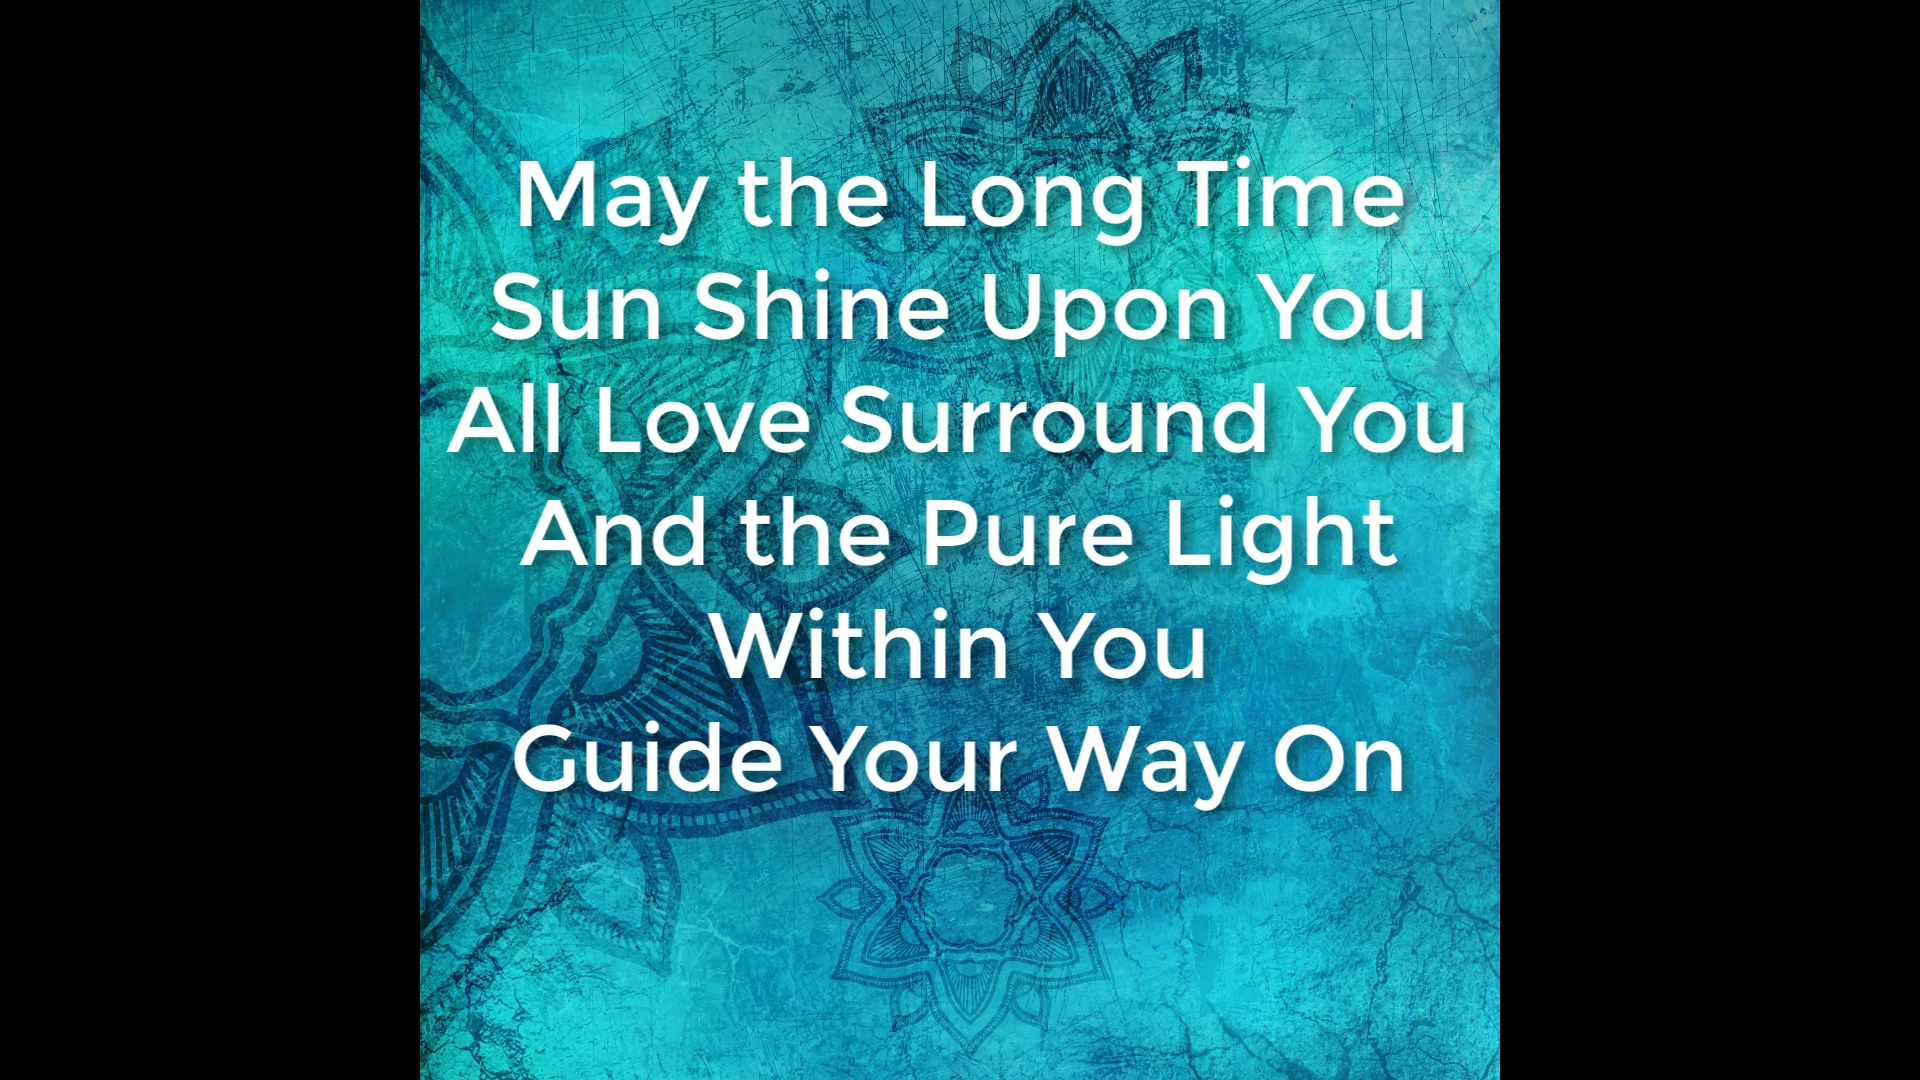 May the Long Time
Sun Shine Upon You
All Love Surround You
And the Pure Light
Within You
Guide Your Way On